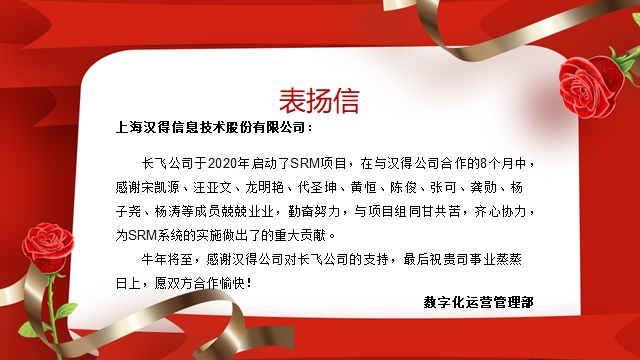 表扬信
上海汉得信息技术股份有限公司：
长飞公司于2020年启动了SRM项目，在与汉得公司合作的8个月中，
感谢宋凯源、汪亚文、龙明艳、代圣坤、黄恒、陈俊、张可、龚勋、杨
子尧、杨涛等成员兢兢业业，勤奋努力，与项目组同甘共苦，齐心协力，
为SRM系统的实施做出了的重大贡献。
牛年将至，感谢汉得公司对长飞公司的支持，最后祝贵司事业蒸蒸
日上，愿双方合作愉快！
数字化运营管理部